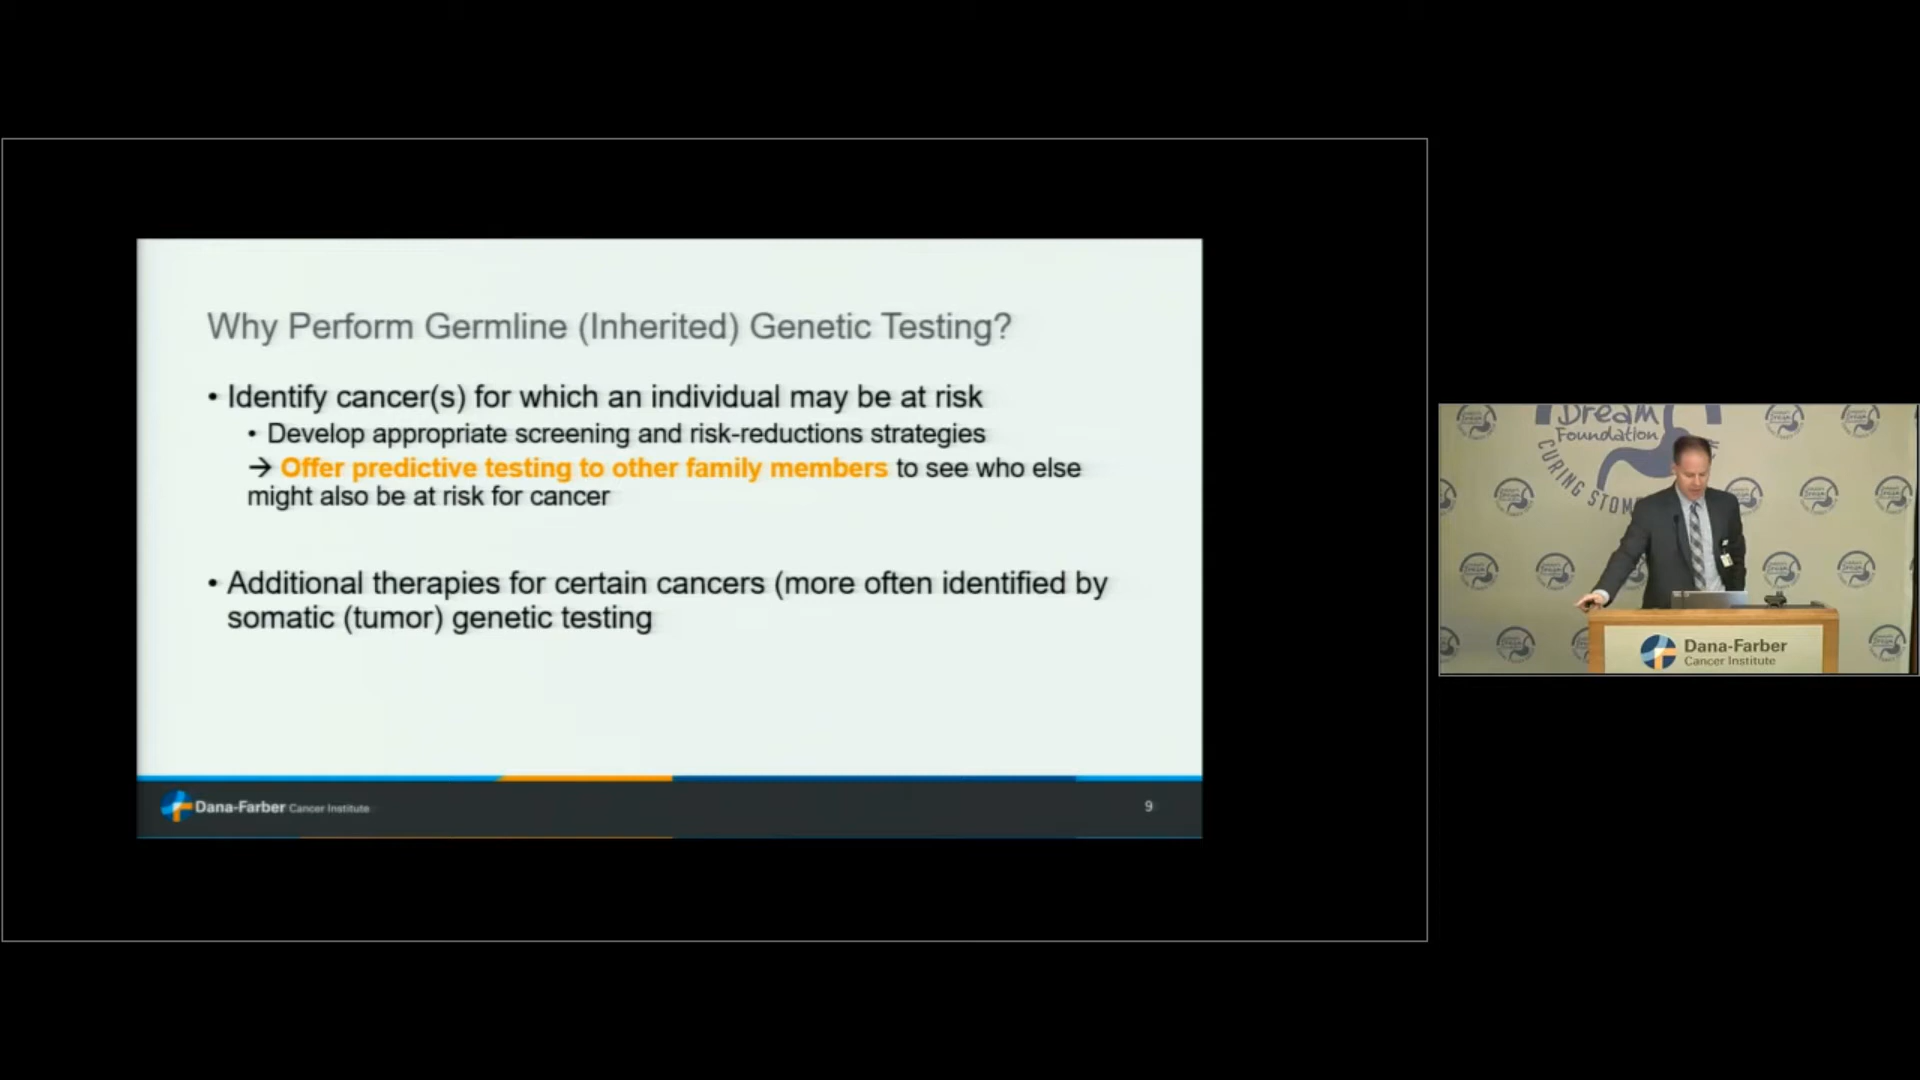 Why Perform Germline (Inherited) Genetic Testing?
• Identify cancer(s) for which an individual may be at risk
• Develop appropriate screening and risk-reductions strategies
→ Offer predictive testing to other family members to see who else
might also be at risk for cancer
• Additional therapies for certain cancers (more often identified by
somatic (tumor) genetic testing
Dana-Farber Cancer Institute
9
Dream
Foundation
CURING STOM
Dana-Farber
Cancer Institute